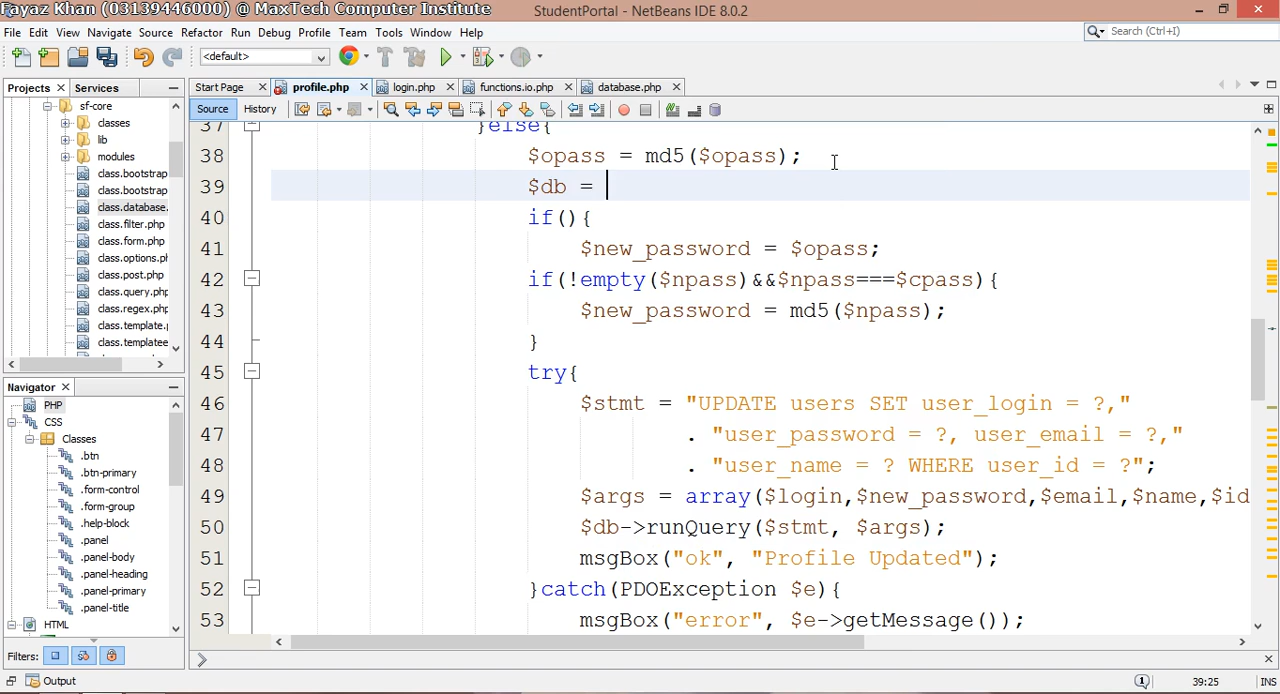 Fayaz Khan (03139446000) @ MaxTech Computer Institute
StudentPortal - NetBeans IDE 8.0.2
File Edit View Navigate Source Refactor Run Debug Profile Team Tools Window Help
Search (Ctrl+I)
<default>
Projects Services
Start Page profile.php login.php functions.io.php database.php
Source History
sf-core
classes
lib
modules
class.bootstrap
class.bootstrap
class.database.
class.filter.php
class.form.php
class.options.ph
class.post.php
class.query.php
class.regex.php
class.template.
class.templatee
Navigator
PHP
CSS
Classes
.btn
.btn-primary
.form-control
.form-group
.help-block
.panel
.panel-body
.panel-heading
.panel-primary
.panel-title
HTML
Filters:
37 }else{
38 $opass = md5($opass);
39 $db =
40 if(){
41 $new_password = $opass;
42 if(!empty($npass)&&$npass===$cpass){
43 $new_password = md5($npass);
44 }
45 try{
46 $stmt = "UPDATE users SET user_login = ?,"
47 . "user_password = ?, user_email = ?,"
48 . "user_name = ? WHERE user_id = ?";
49 $args = array($login,$new_password,$email,$name,$id
50 $db->runQuery($stmt, $args);
51 msgBox("ok", "Profile Updated");
52 }catch(PDOException $e){
53 msgBox("error", $e->getMessage());
Output
1
39:25
INS